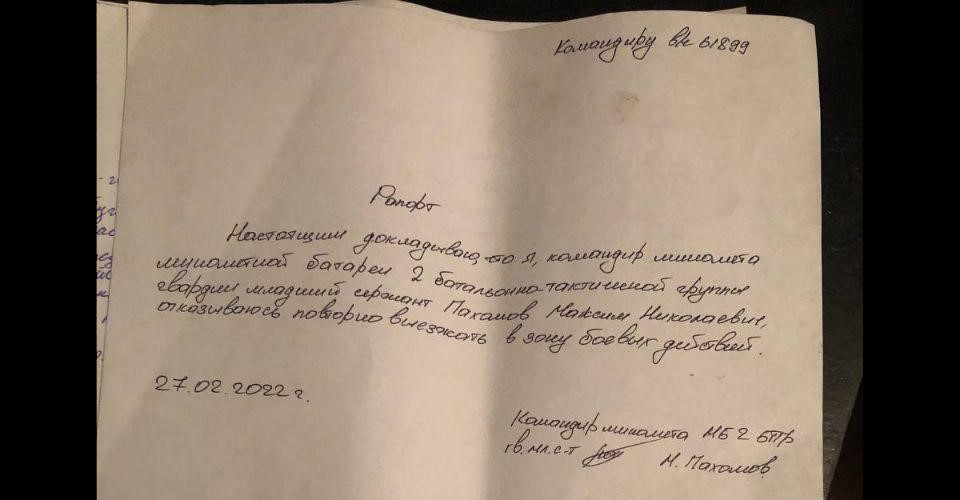 Командиру вч 61899
Рапорт
Настоящим докладываю, что я, командир миномета
минометной батареи 2 батальонно-тактической группы
гвардии младший сержант Пахомов Максим Николаевич,
отказываюсь повторно выезжать в зону боевых действий.
27.02.2022 г.
Командир миномета МБ 2 БТГр
гв.мл.с-т М. Пахомов